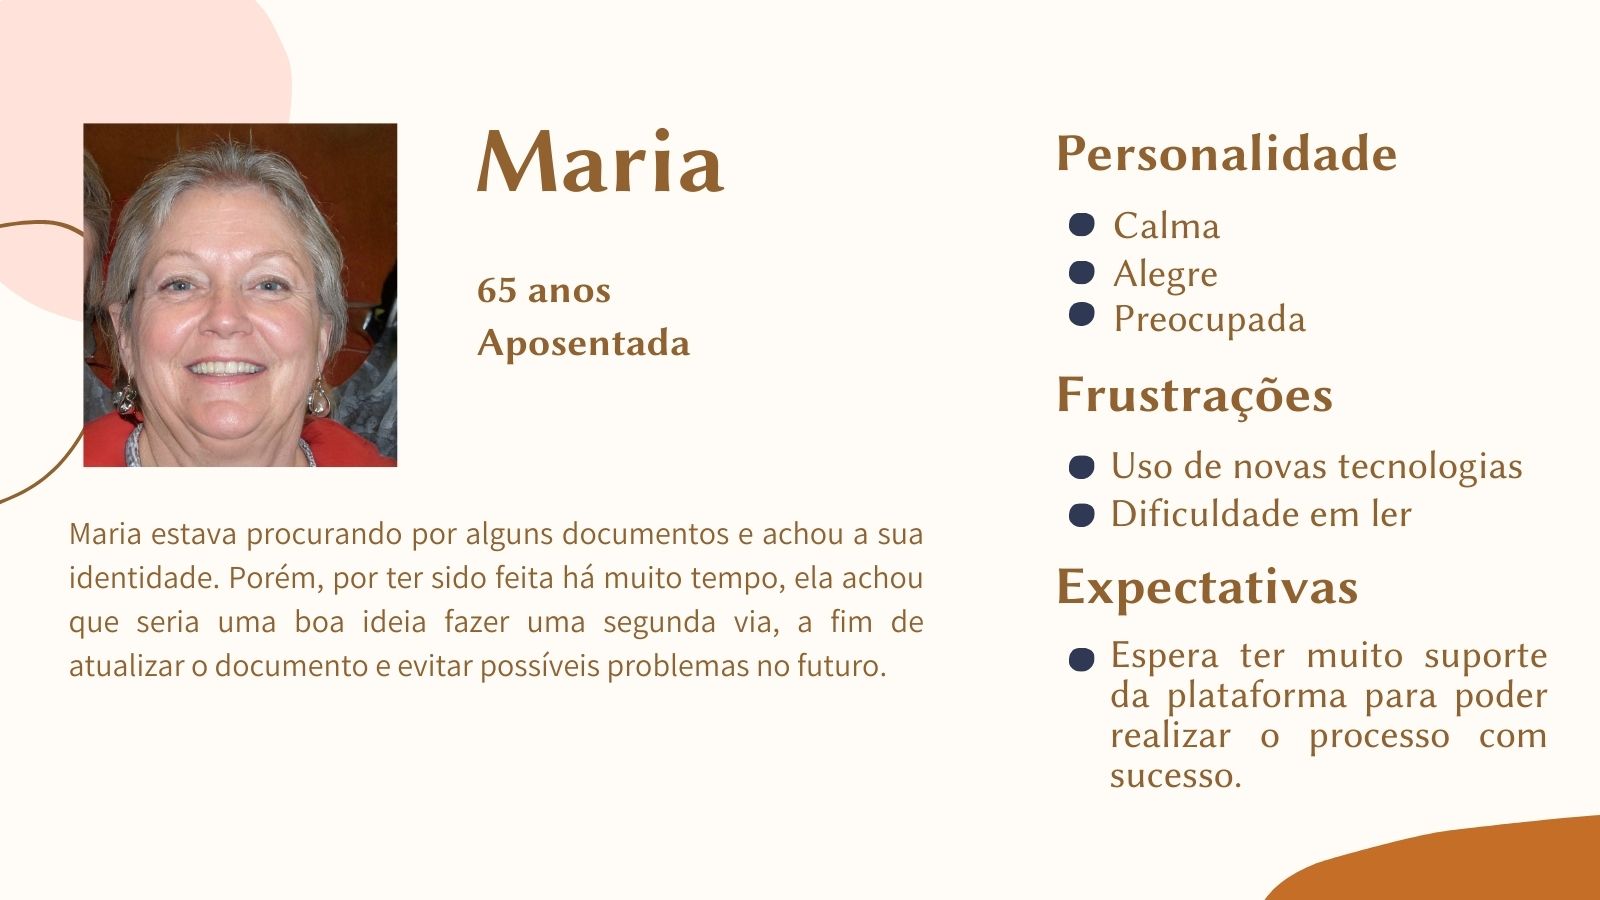 Maria
65 anos
Aposentada
Maria estava procurando por alguns documentos e achou a sua
identidade. Porém, por ter sido feita há muito tempo, ela achou
que seria uma boa ideia fazer uma segunda via, a fim de
atualizar o documento e evitar possíveis problemas no futuro.
Personalidade
Calma
Alegre
Preocupada
Frustrações
Uso de novas tecnologias
Dificuldade em ler
Expectativas
Espera ter muito suporte
da plataforma para poder
realizar o processo com
sucesso.